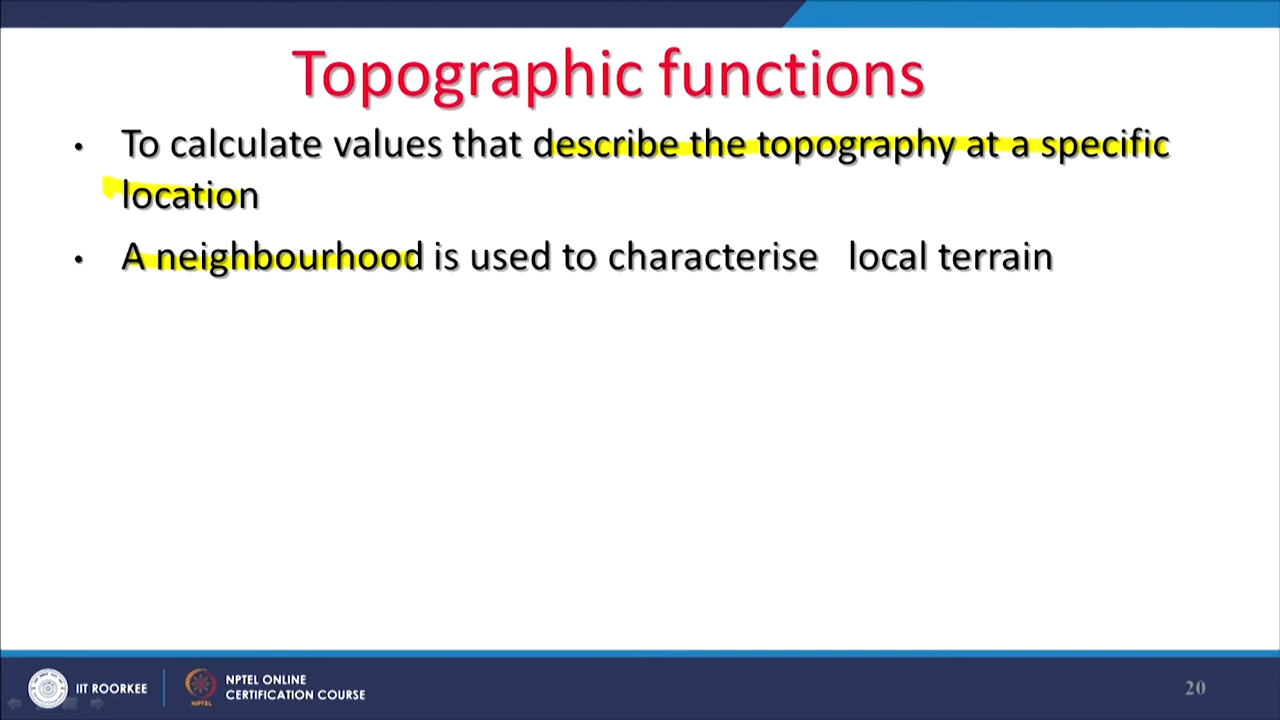 Topographic functions
• To calculate values that describe the topography at a specific
location
• A neighbourhood is used to characterise local terrain
IIT ROORKEE
NPTEL
NPTEL ONLINE
CERTIFICATION COURSE
20